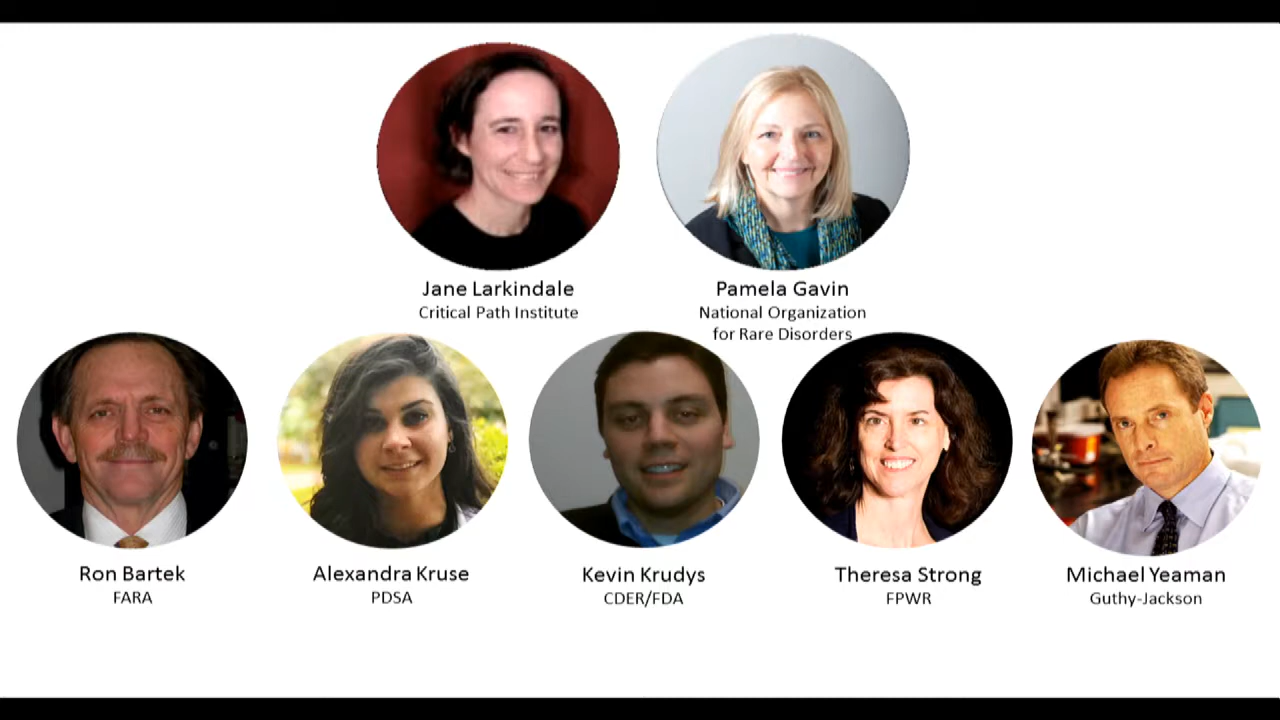 Jane Larkindale
Critical Path Institute
Pamela Gavin
National Organization
for Rare Disorders
Ron Bartek
FARA
Alexandra Kruse
PDSA
Kevin Krudys
CDER/FDA
Theresa Strong
FPWR
Michael Yeaman
Guthy-Jackson